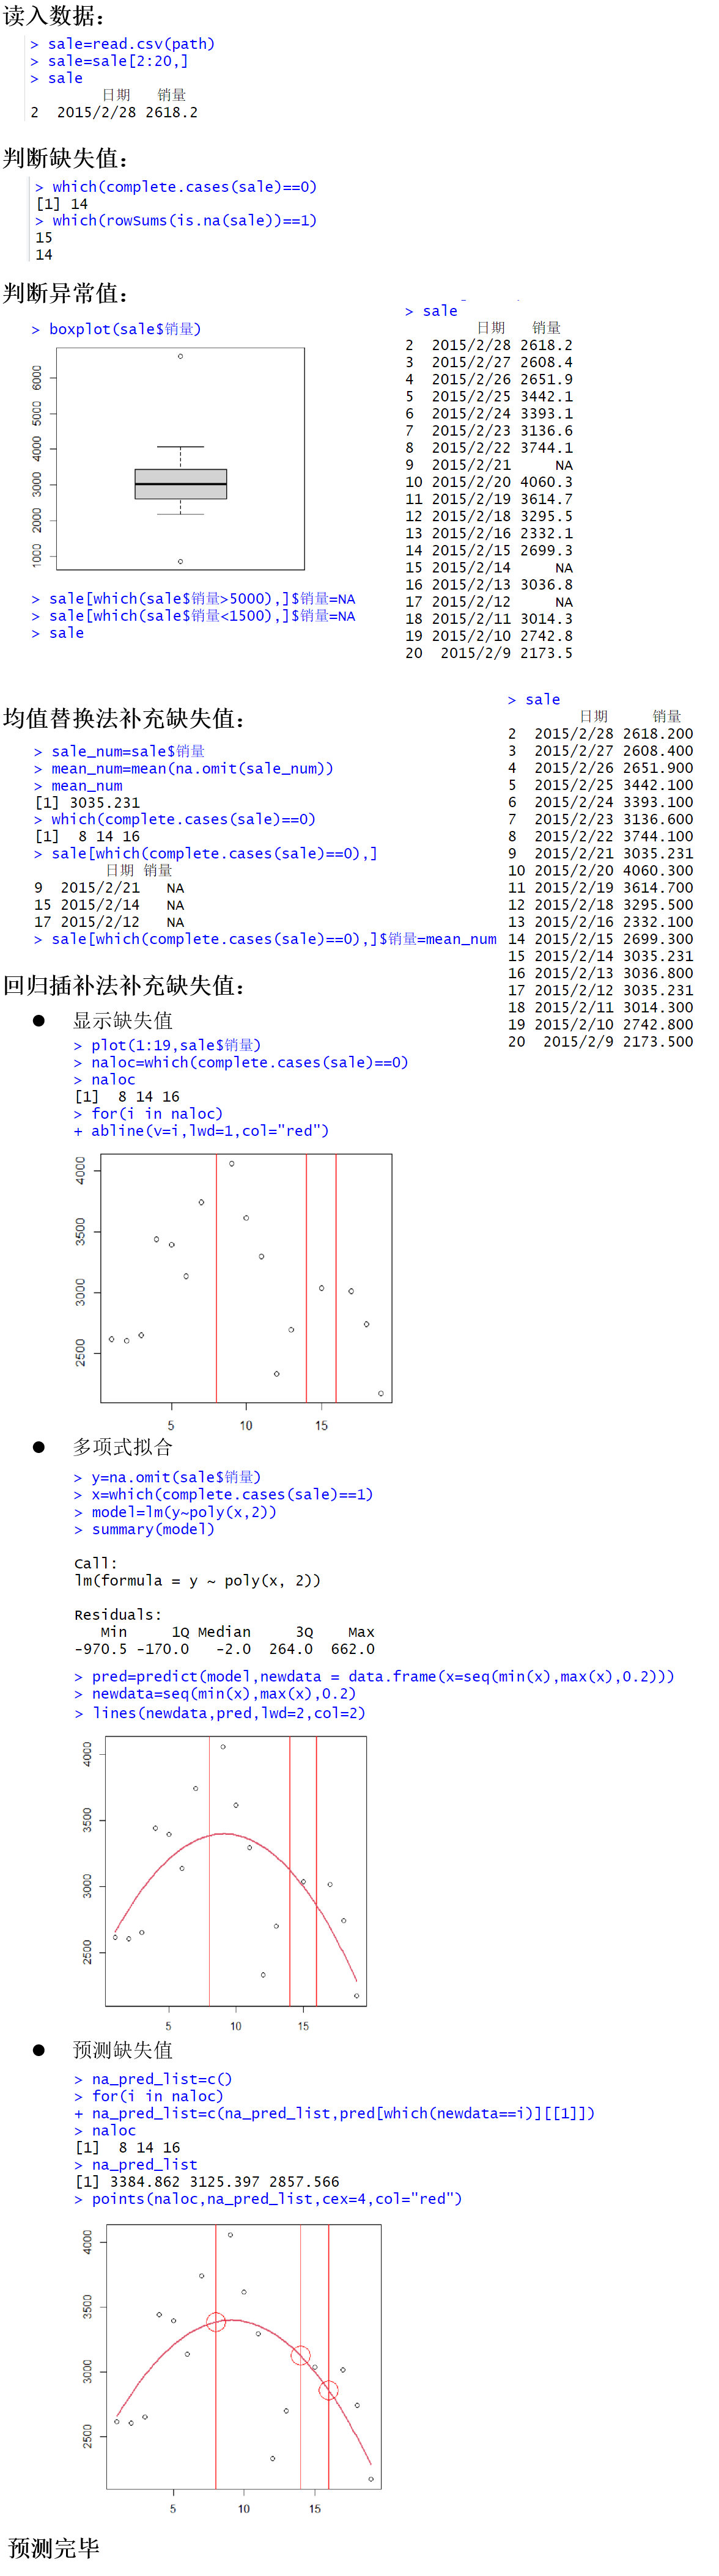 读入数据：
> sale=read.csv(path)
> sale=sale[2:20,]
> sale
日期 销量
2 2015/2/28 2618.2
判断缺失值：
> which(complete.cases(sale)==0)
[1] 14
> which(rowSums(is.na(sale))==1)
15
14
判断异常值：
> boxplot(sale$销量)
6000
5000
4000
3000
2000
1000
> sale[which(sale$销量>5000),]$销量=NA
> sale[which(sale$销量<1500),]$销量=NA
> sale
> sale
日期 销量
2 2015/2/28 2618.2
3 2015/2/27 2608.4
4 2015/2/26 2651.9
5 2015/2/25 3442.1
6 2015/2/24 3393.1
7 2015/2/23 3136.6
8 2015/2/22 3744.1
9 2015/2/21 NA
10 2015/2/20 4060.3
11 2015/2/19 3614.7
12 2015/2/18 3295.5
13 2015/2/16 2332.1
14 2015/2/15 2699.3
15 2015/2/14 NA
16 2015/2/13 3036.8
17 2015/2/12 NA
18 2015/2/11 3014.3
19 2015/2/10 2742.8
20 2015/2/9 2173.5
均值替换法补充缺失值：
> sale_num=sale$销量
> mean_num=mean(na.omit(sale_num))
> mean_num
[1] 3035.231
> which(complete.cases(sale)==0)
[1] 8 14 16
> sale[which(complete.cases(sale)==0),]
日期 销量
9 2015/2/21 NA
15 2015/2/14 NA
17 2015/2/12 NA
> sale[which(complete.cases(sale)==0),]$销量=mean_num
> sale
日期 销量
2 2015/2/28 2618.200
3 2015/2/27 2608.400
4 2015/2/26 2651.900
5 2015/2/25 3442.100
6 2015/2/24 3393.100
7 2015/2/23 3136.600
8 2015/2/22 3744.100
9 2015/2/21 3035.231
10 2015/2/20 4060.300
11 2015/2/19 3614.700
12 2015/2/18 3295.500
13 2015/2/16 2332.100
14 2015/2/15 2699.300
15 2015/2/14 3035.231
16 2015/2/13 3036.800
17 2015/2/12 3035.231
18 2015/2/11 3014.300
19 2015/2/10 2742.800
20 2015/2/9 2173.500
回归插补法补充缺失值：
● 显示缺失值
> plot(1:19,sale$销量)
> naloc=which(complete.cases(sale)==0)
> naloc
[1] 8 14 16
> for(i in naloc)
+ abline(v=i,lwd=1,col="red")
4000
3500
3000
2500
5 10 15
● 多项式拟合
> y=na.omit(sale$销量)
> x=which(complete.cases(sale)==1)
> model=lm(y~poly(x,2))
> summary(model)
Call:
lm(formula = y ~ poly(x, 2))
Residuals:
Min 1Q Median 3Q Max
-970.5 -170.0 -2.0 264.0 662.0
> pred=predict(model,newdata = data.frame(x=seq(min(x),max(x),0.2)))
> newdata=seq(min(x),max(x),0.2)
> lines(newdata,pred,lwd=2,col=2)
4000
3500
3000
2500
5 10 15
● 预测缺失值
> na_pred_list=c()
> for(i in naloc)
+ na_pred_list=c(na_pred_list,pred[which(newdata==i)][[1]])
> naloc
[1] 8 14 16
> na_pred_list
[1] 3384.862 3125.397 2857.566
> points(naloc,na_pred_list,cex=4,col="red")
4000
3500
3000
2500
5 10 15
预测完毕